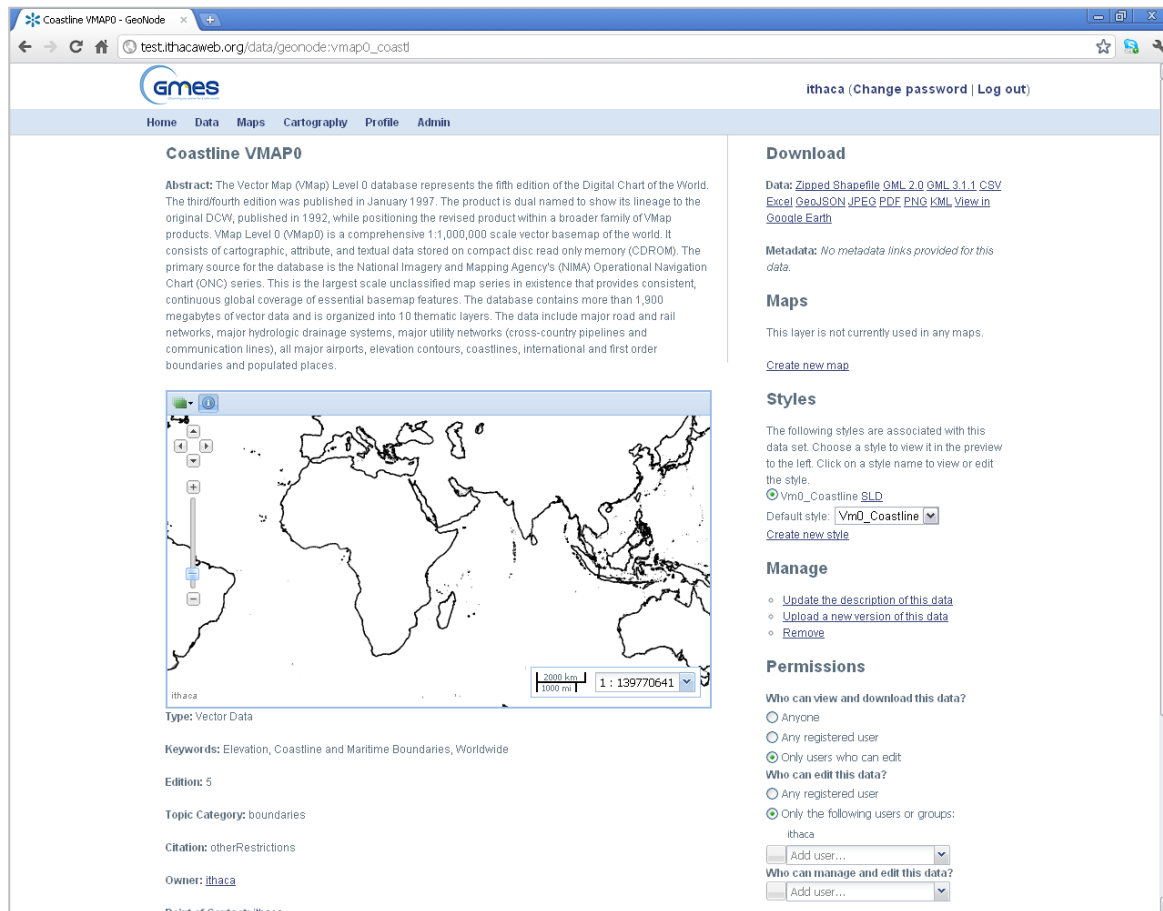 Coastline VMAP0 - GeoNode
test.ithacaweb.org/data/geonode:vmap0_coastl
Gmes
ithaca (Change password | Log out)
Home Data Maps Cartography Profile Admin
Coastline VMAP0
Abstract: The Vector Map (VMap) Level 0 database represents the fifth edition of the Digital Chart of the World.
The third/fourth edition was published in January 1997. The product is dual named to show its lineage to the
original DCW, published in 1992, while positioning the revised product within a broader family of VMap
products. VMap Level 0 (VMap0) is a comprehensive 1:1,000,000 scale vector basemap of the world. It
consists of cartographic, attribute, and textual data stored on compact disc read only memory (CDROM). The
primary source for the database is the National Imagery and Mapping Agency's (NIMA) Operational Navigation
Chart (ONC) series. This is the largest scale unclassified map series in existence that provides consistent,
continuous global coverage of essential basemap features. The database contains more than 1,900
megabytes of vector data and is organized into 10 thematic layers. The data include major road and rail
networks, major hydrologic drainage systems, major utility networks (cross-country pipelines and
communication lines), all major airports, elevation contours, coastlines, international and first order
boundaries and populated places.
2000 km
1000 mi
1 : 139770641
ithaca
Type: Vector Data
Keywords: Elevation, Coastline and Maritime Boundaries, Worldwide
Edition: 5
Topic Category: boundaries
Citation: otherRestrictions
Owner: ithaca
Point of Contact: ithaca
Download
Data: Zipped Shapefile GML 2.0 GML 3.1.1 CSV
Excel GeoJSON JPEG PDF PNG KML View in
Google Earth
Metadata: No metadata links provided for this
data.
Maps
This layer is not currently used in any maps.
Create new map
Styles
The following styles are associated with this
data set. Choose a style to view it in the preview
to the left. Click on a style name to view or edit
the style.
Vm0_Coastline SLD
Default style: Vm0_Coastline
Create new style
Manage
Update the description of this data
Upload a new version of this data
Remove
Permissions
Who can view and download this data?
Anyone
Any registered user
Only users who can edit
Who can edit this data?
Any registered user
Only the following users or groups:
ithaca
Add user...
Who can manage and edit this data?
Add user...